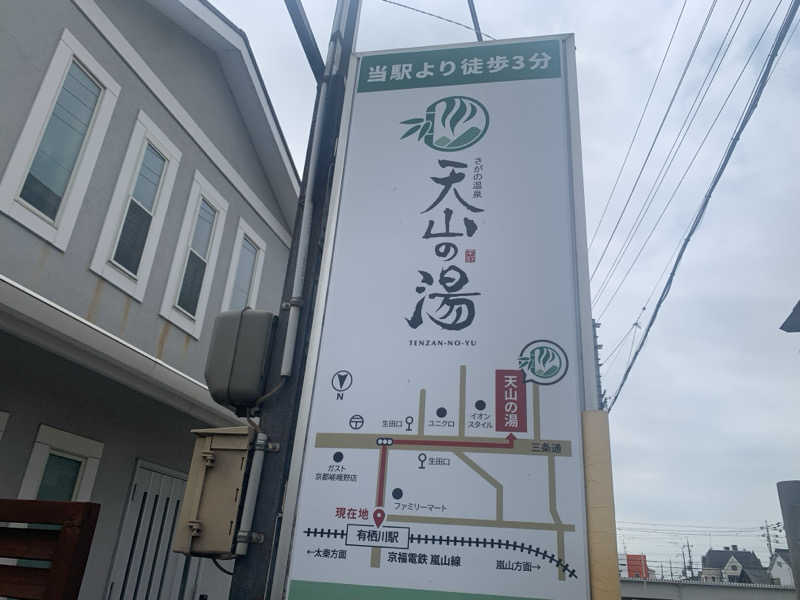 当駅より徒歩3分
さがの温泉
天山の湯
TENZAN-NO-YU
N
天山の湯
生田口
ユニクロ
イオン
スタイル
三条通
ガスト
京都嵯峨野店
生田口
ファミリーマート
現在地
有栖川駅
←太秦方面
京福電鉄 嵐山線
嵐山方面→